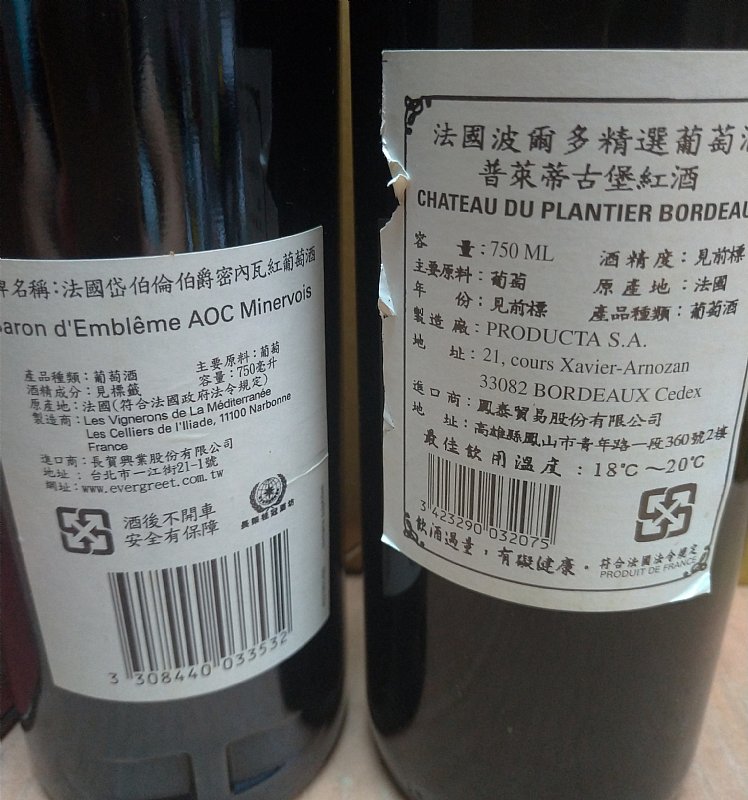 牌名稱：法國岱伯倫伯爵密內瓦紅葡萄酒
Baron d'Emblême AOC Minervois
產品種類：葡萄酒
主要原料：葡萄
酒精成分：見標籤
容量：750毫升
原產地：法國(符合法國政府法令規定)
製造商：Les Vignerons de La Méditerranée
Les Celliers de l'Iliade, 11100 Narbonne
France
進口商：長貿興業股份有限公司
地址：台北市一江街21-1號
網址：www.evergreet.com.tw
酒後不開車
安全有保障
3 308440 033532
法國波爾多精選葡萄酒
普萊蒂古堡紅酒
CHATEAU DU PLANTIER BORDEAU
容量：750 ML
酒精度：見前標
主要原料：葡萄
原產地：法國
年份：見前標
產品種類：葡萄酒
製造廠：PRODUCTA S.A.
地址：21, cours Xavier-Arnozan
33082 BORDEAUX Cedex
進口商：鳳泰貿易股份有限公司
地址：高雄縣鳳山市青年路一段360號2樓
最佳飲用溫度：18℃～20℃
3 423290 032075
飲酒過量，有礙健康。
符合法國法令規定
PRODUIT DE FRANCE